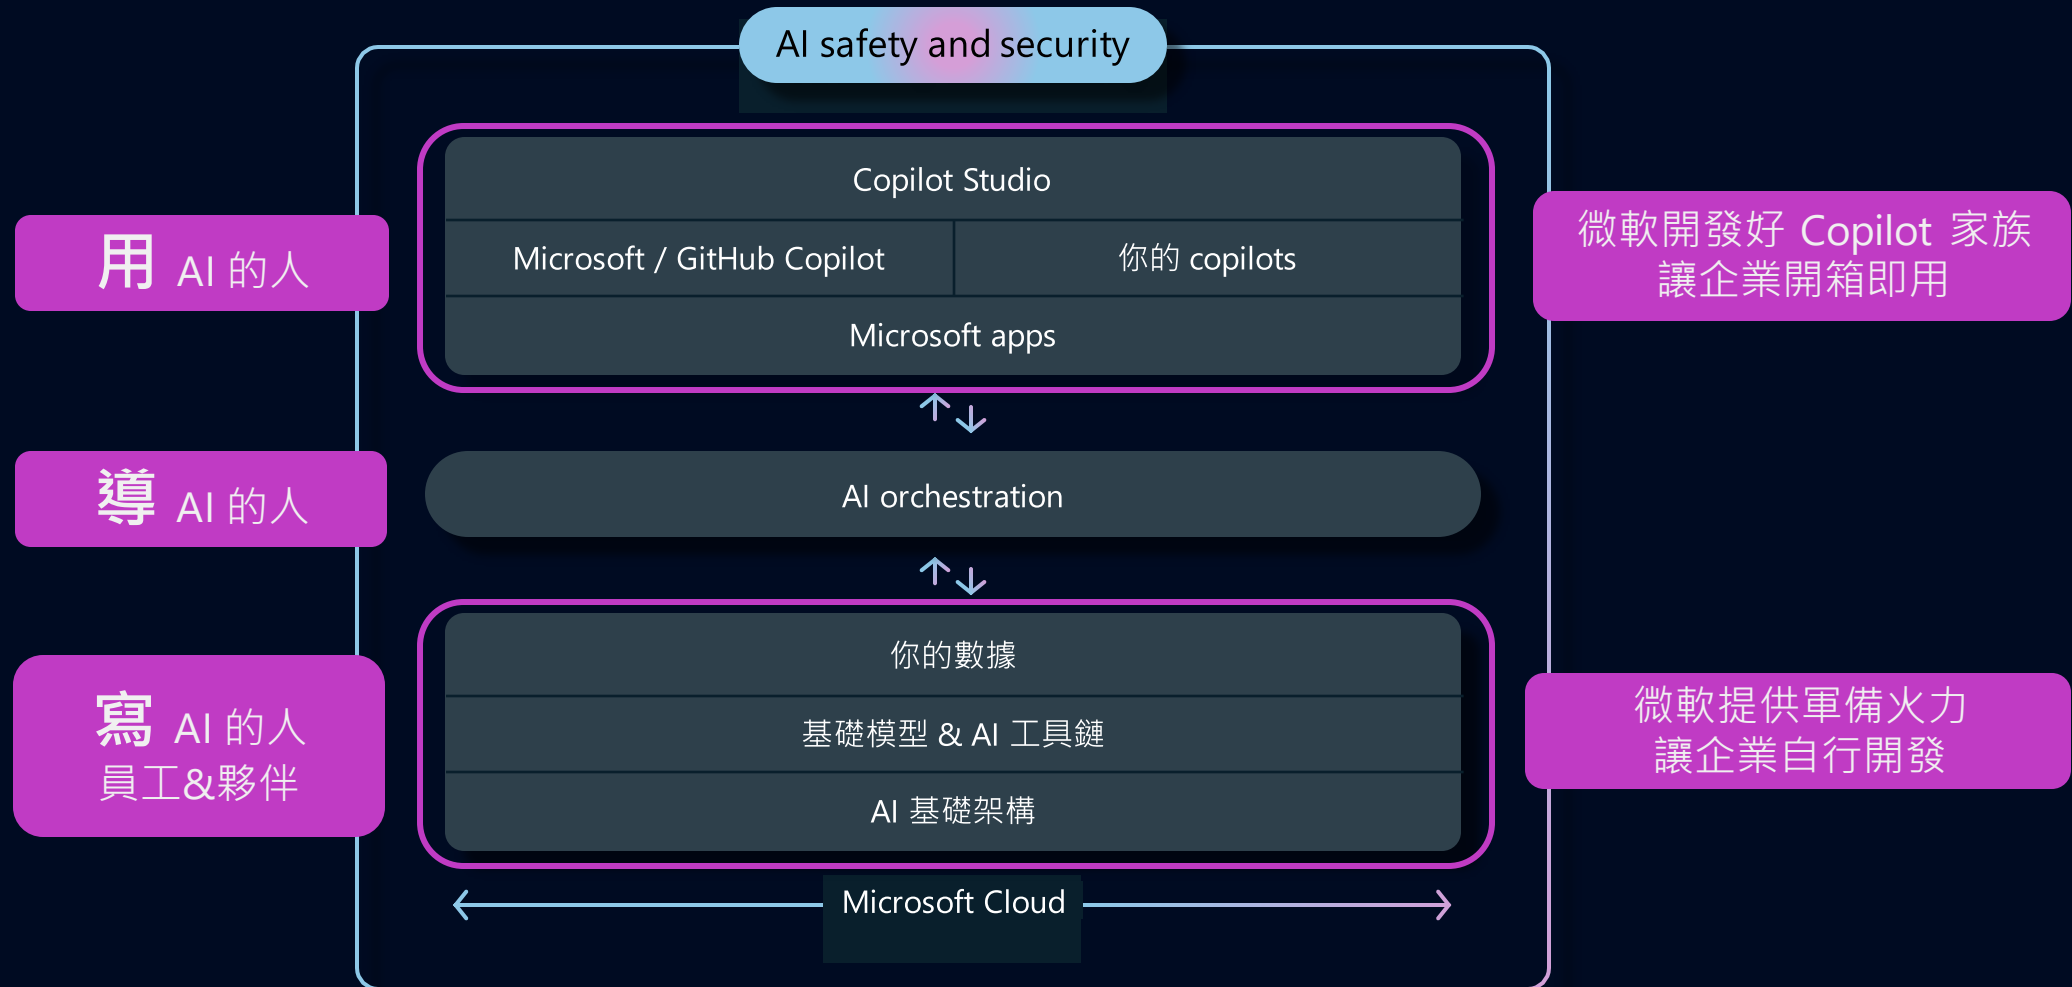 AI safety and security
Copilot Studio
用 AI 的人
Microsoft / GitHub Copilot
你的 copilots
Microsoft apps
微軟開發好 Copilot 家族
讓企業開箱即用
導 AI 的人
AI orchestration
寫 AI 的人
員工&夥伴
你的數據
基礎模型 & AI 工具鏈
AI 基礎架構
微軟提供軍備火力
讓企業自行開發
Microsoft Cloud